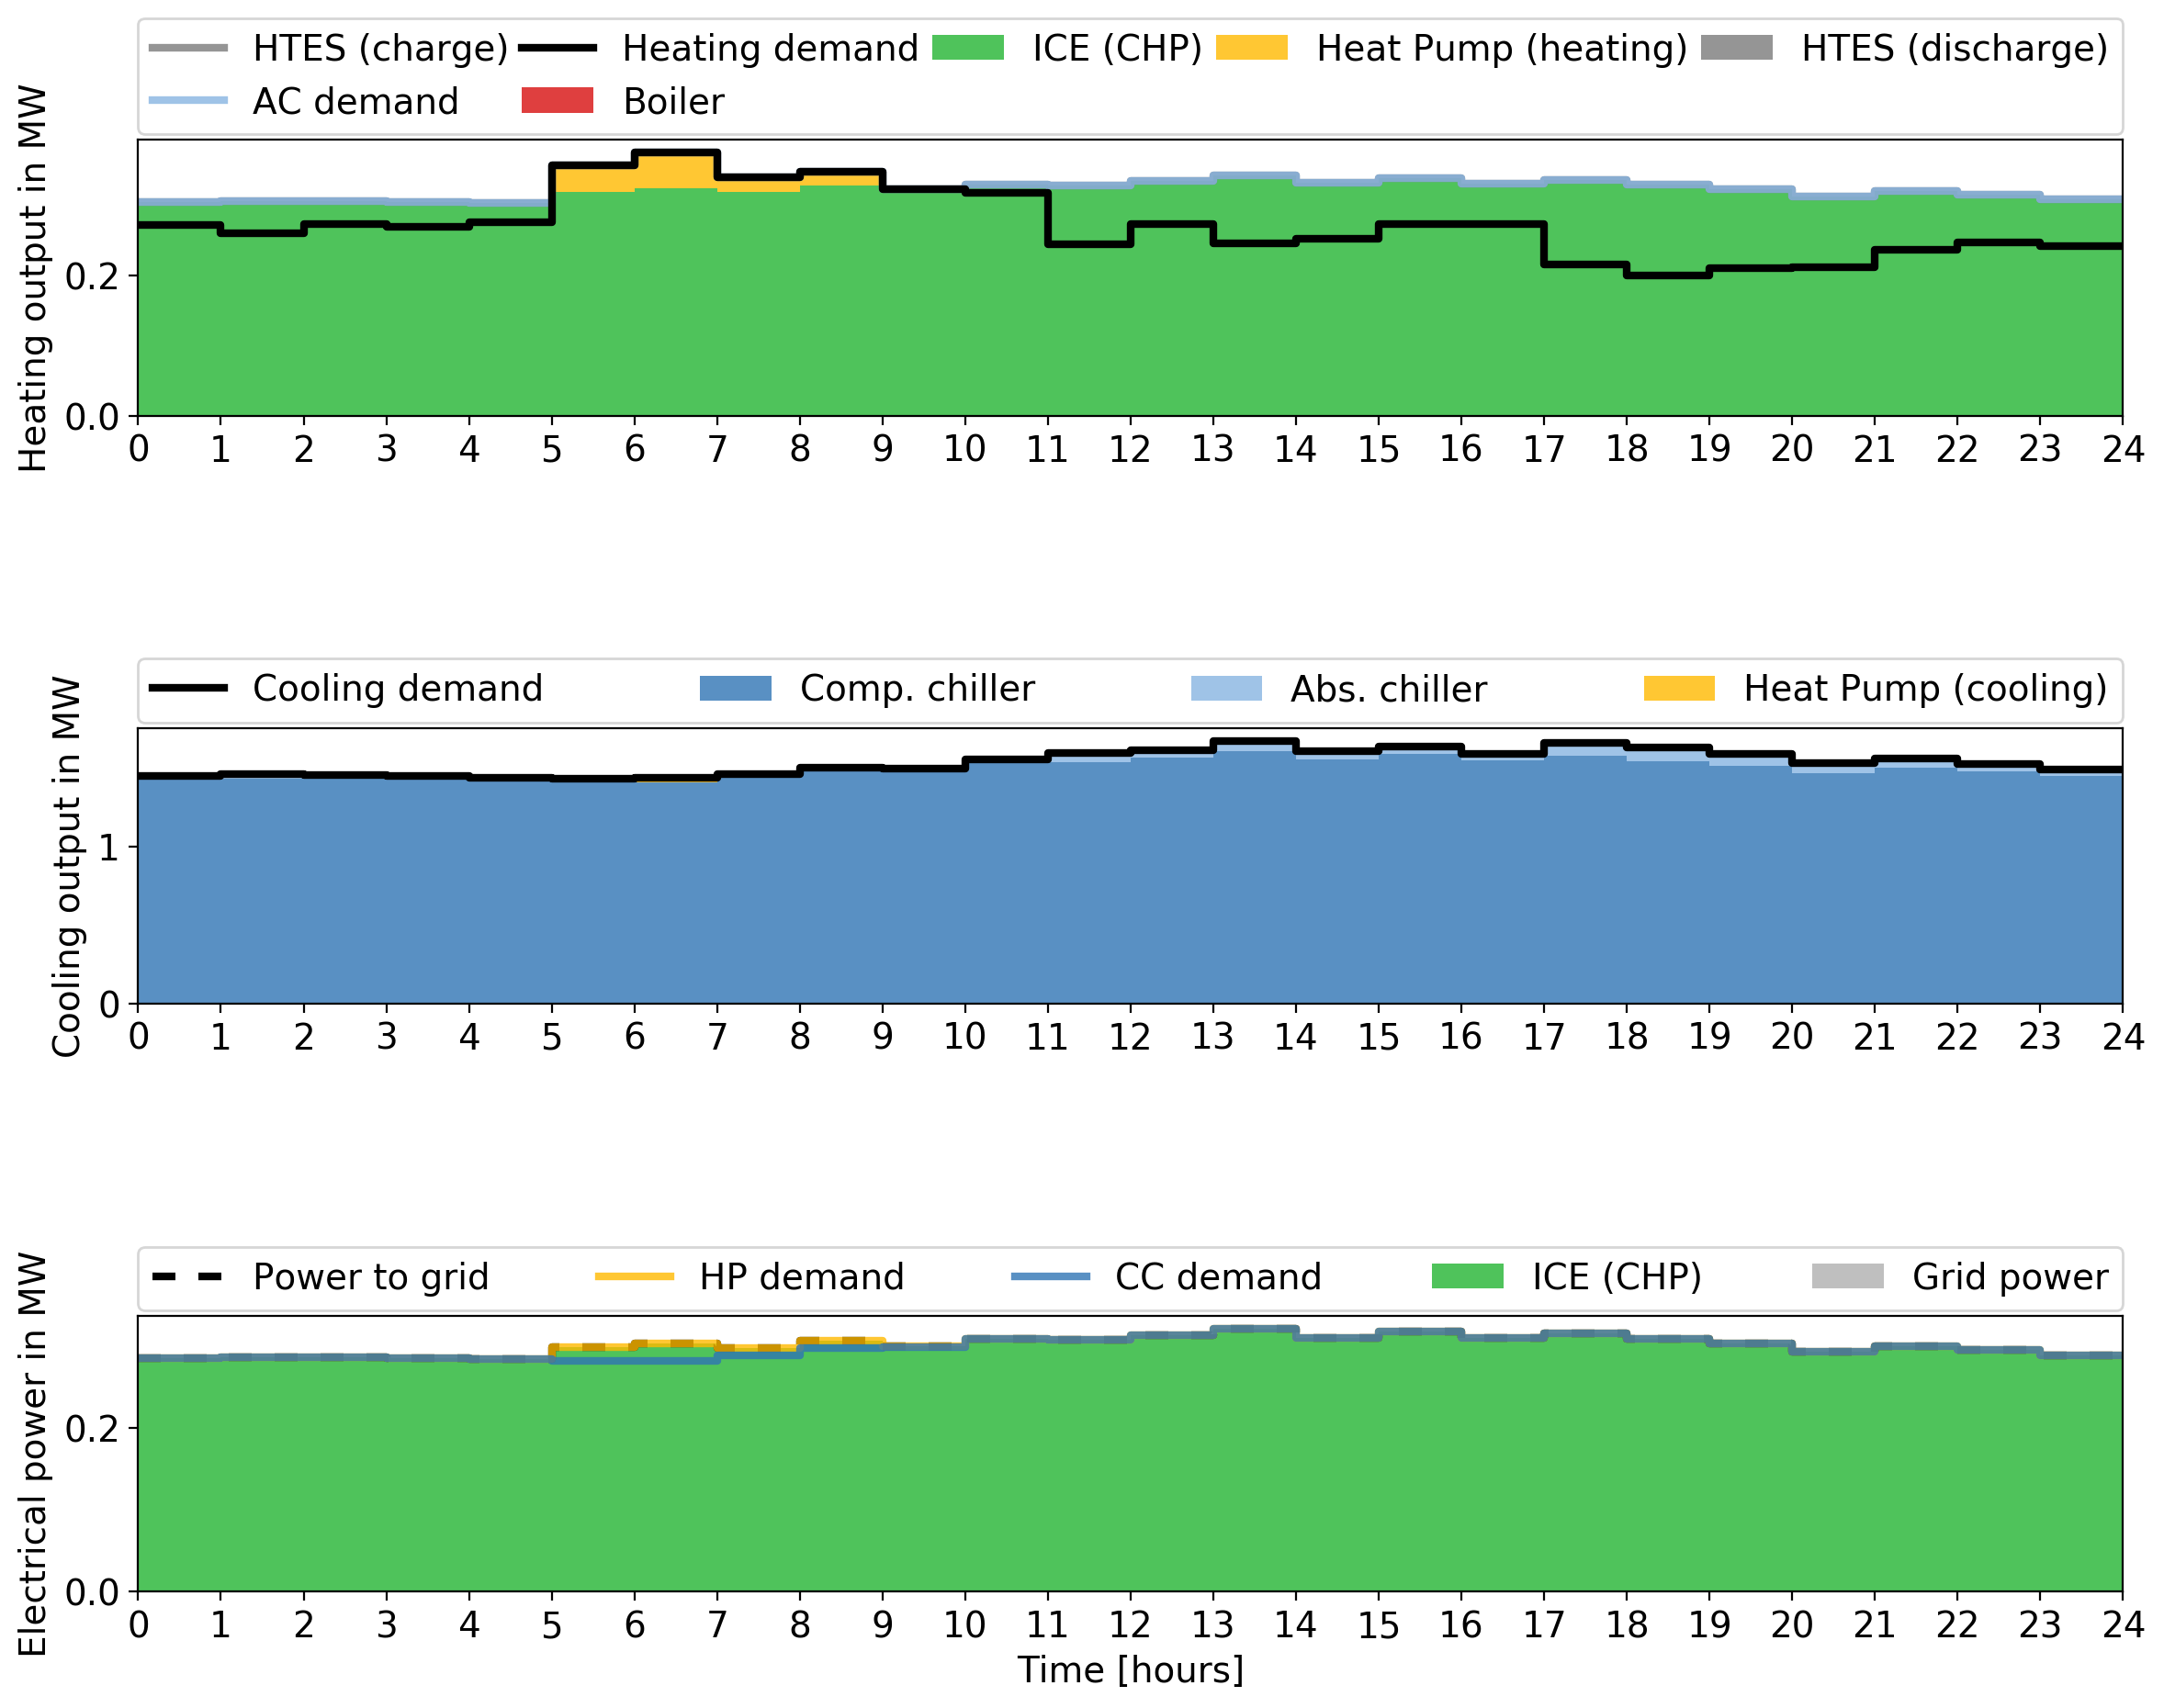 HTES (charge) Heating demand ICE (CHP) Heat Pump (heating) HTES (discharge)
AC demand Boiler
Heating output in MW
0.2
0.0
0 1 2 3 4 5 6 7 8 9 10 11 12 13 14 15 16 17 18 19 20 21 22 23 24
Cooling demand Comp. chiller Abs. chiller Heat Pump (cooling)
Cooling output in MW
1
0
0 1 2 3 4 5 6 7 8 9 10 11 12 13 14 15 16 17 18 19 20 21 22 23 24
Power to grid HP demand CC demand ICE (CHP) Grid power
Electrical power in MW
0.2
0.0
0 1 2 3 4 5 6 7 8 9 10 11 12 13 14 15 16 17 18 19 20 21 22 23 24
Time [hours]